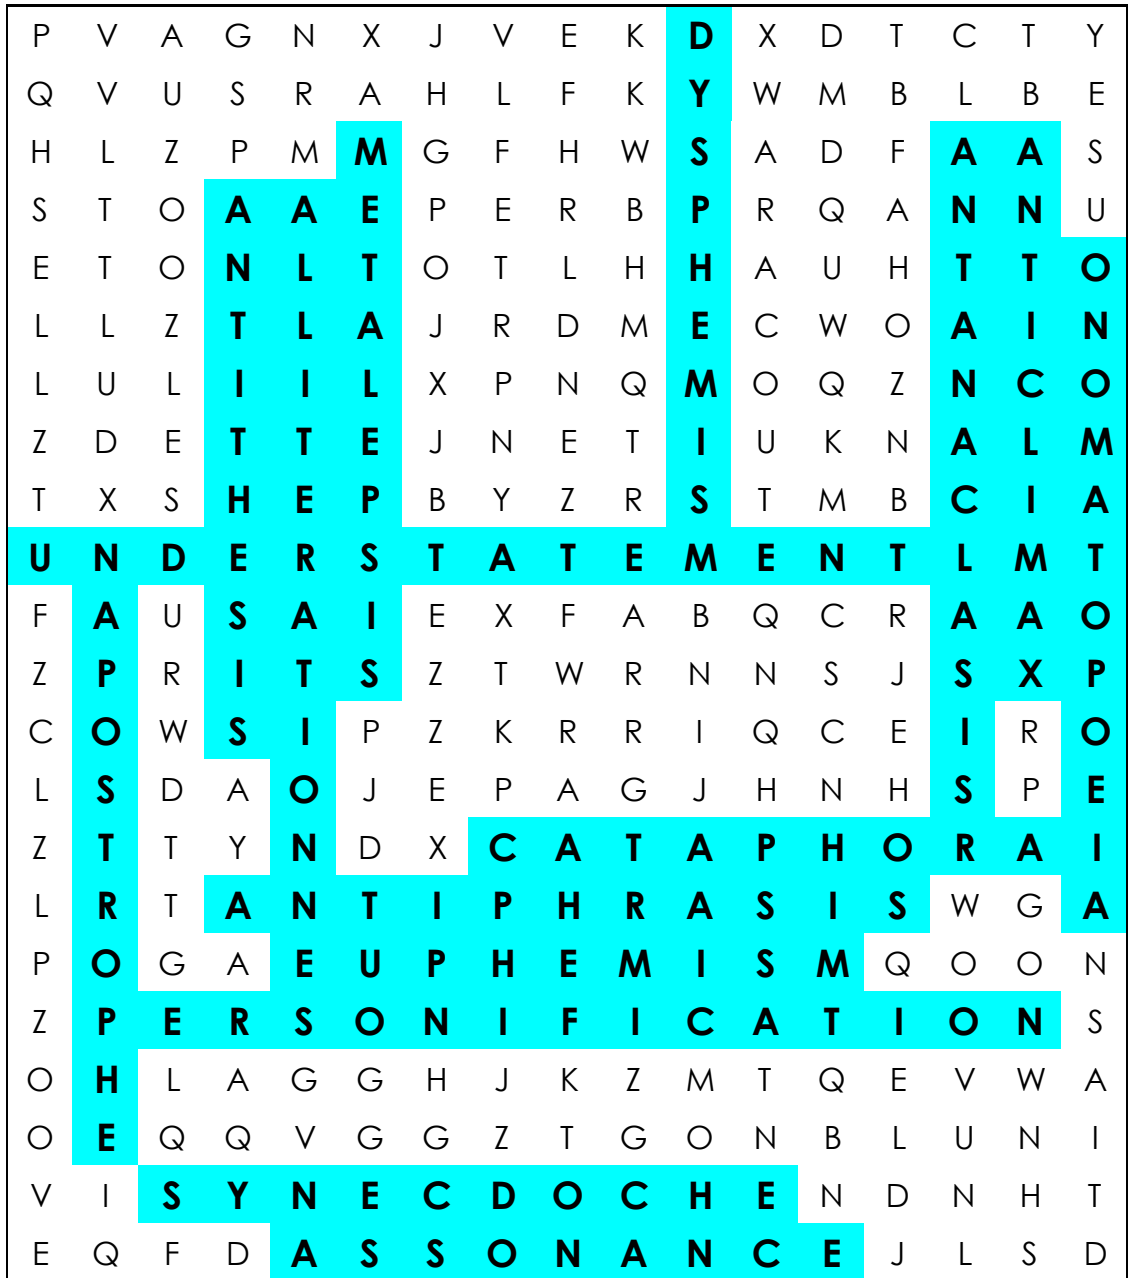 P V A G N X J V E K D X D T C T Y
Q V U S R A H L F K Y W M B L B E
H L Z P M M G F H W S A D F A A S
S T O A A E P E R B P R Q A N N U
E T O N L T O T L H H A U H T T O
L L Z T L A J R D M E C W O A I N
L U L I I L X P N Q M O Q Z N C O
Z D E T T E J N E T I U K N A L M
T X S H E P B Y Z R S T M B C I A
U N D E R S T A T E M E N T L M T
F A U S A I E X F A B Q C R A A O
Z P R I T S Z T W R N N S J S X P
C O W S I P Z K R R I Q C E I R O
L S D A O J E P A G J H N H S P E
Z T T Y N D X C A T A P H O R A I
L R T A N T I P H R A S I S W G A
P O G A E U P H E M I S M Q O O N
Z P E R S O N I F I C A T I O N S
O H L A G G H J K Z M T Q E V W A
O E Q Q V G G Z T G O N B L U N I
V I S Y N E C D O C H E N D N H T
E Q F D A S S O N A N C E J L S D